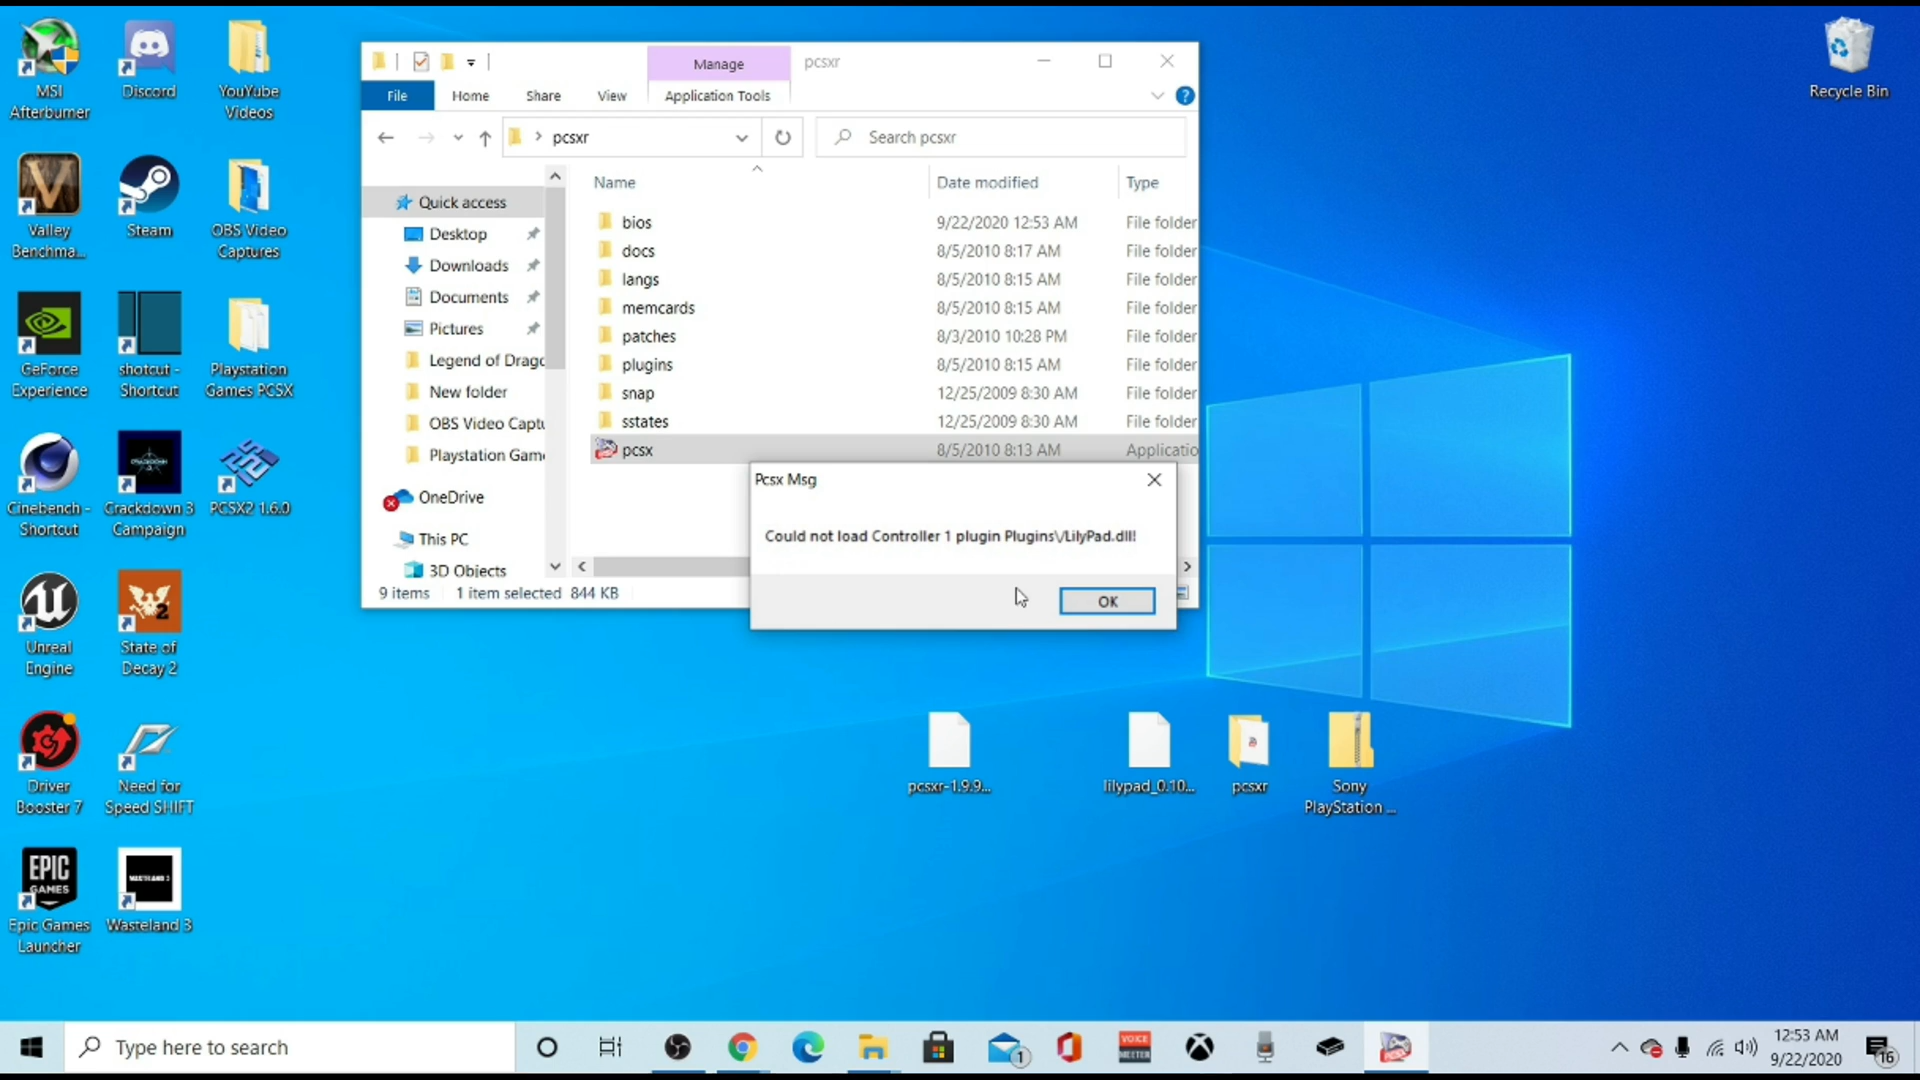 MSI
Afterburner
Discord
YouYube
Videos
Recycle Bin
Valley
Benchma...
Steam
OBS Video
Captures
GeForce
Experience
shotcut -
Shortcut
Playstation
Games PCSX
Cinebench -
Shortcut
Crackdown 3
Campaign
PCSX2 1.6.0
Unreal
Engine
State of
Decay 2
Driver
Booster 7
Need for
Speed SHIFT
EPIC
GAMES
Epic Games
Launcher
WASTELAND 3
Wasteland 3
Manage
pcsxr
File
Home
Share
View
Application Tools
pcsxr
Search pcsxr
Name
Date modified
Type
Quick access
Desktop
Downloads
Documents
Pictures
Legend of Drago
New folder
OBS Video Captu
Playstation Game
OneDrive
This PC
3D Objects
bios 9/22/2020 12:53 AM File folder
docs 8/5/2010 8:17 AM File folder
langs 8/5/2010 8:15 AM File folder
memcards 8/5/2010 8:15 AM File folder
patches 8/3/2010 10:28 PM File folder
plugins 8/5/2010 8:15 AM File folder
snap 12/25/2009 8:30 AM File folder
sstates 12/25/2009 8:30 AM File folder
pcsx 8/5/2010 8:13 AM Applicatio
9 items 1 item selected 844 KB
Pcsx Msg
Could not load Controller 1 plugin Plugins\/LilyPad.dll!
OK
pcsxr-1.9.9...
lilypad_0.10...
pcsxr
Sony
PlayStation ...
Type here to search
1
VOICE
MEETER
12:53 AM
9/22/2020
16